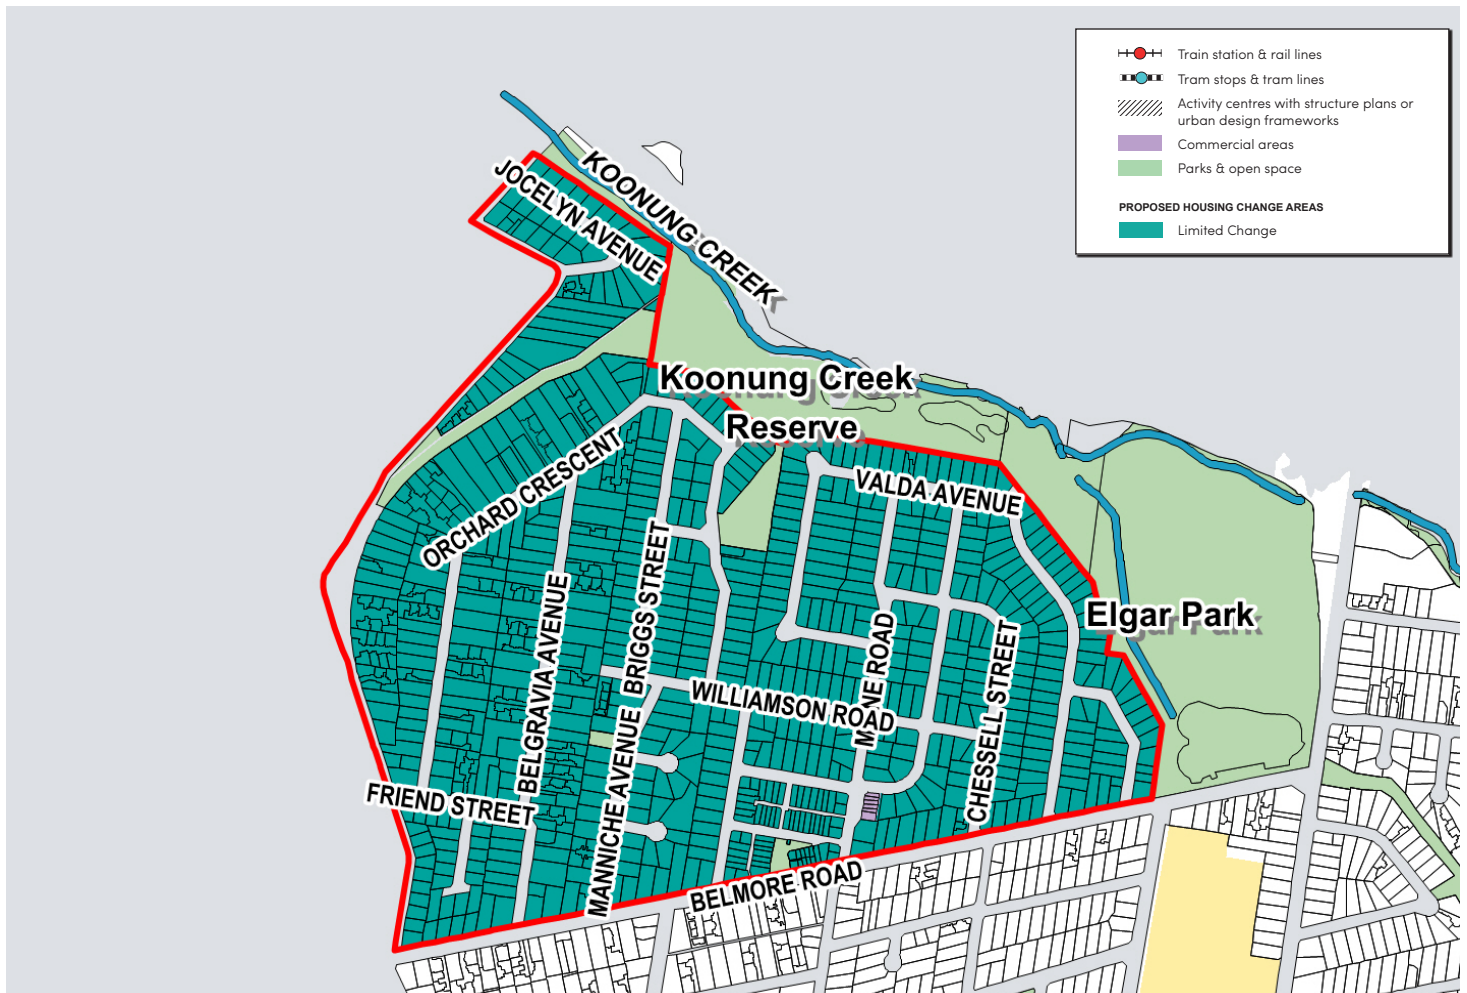 Train station & rail lines
Tram stops & tram lines
Activity centres with structure plans or
urban design frameworks
Commercial areas
Parks & open space
PROPOSED HOUSING CHANGE AREAS
Limited Change
KOONUNG CREEK
JOCELYN AVENUE
Koonung Creek
Reserve
ORCHARD CRESCENT
VALDA AVENUE
BRIGGS STREET
BELGRAVIA AVENUE
Elgar Park
CHESSELL STREET
WILLIAMSON ROAD
ROAD
MANNICHE AVENUE
FRIEND STREET
BELMORE ROAD